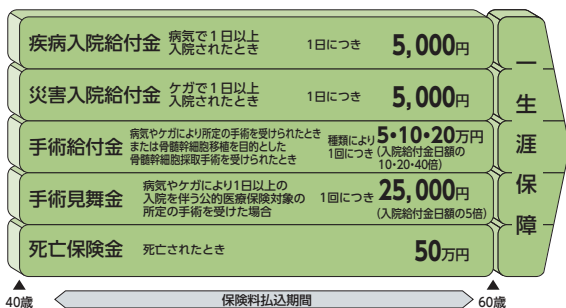 疾病入院給付金 病気で1日以上
入院されたとき 1日につき 5,000円
災害入院給付金 ケガで1日以上
入院されたとき 1日につき 5,000円
手術給付金 病気やケガにより所定の手術を受けられたとき
または骨髄幹細胞移植を目的とした
骨髄幹細胞採取手術を受けられたとき
種類により 5・10・20万円
1回につき (入院給付金日額の
10・20・40倍)
手術見舞金 病気やケガにより1日以上の
入院を伴う公的医療保険対象の
所定の手術を受けた場合
1回につき 25,000円
(入院給付金日額の5倍)
死亡保険金 死亡されたとき 50万円
一生涯保障
40歳 保険料払込期間 60歳